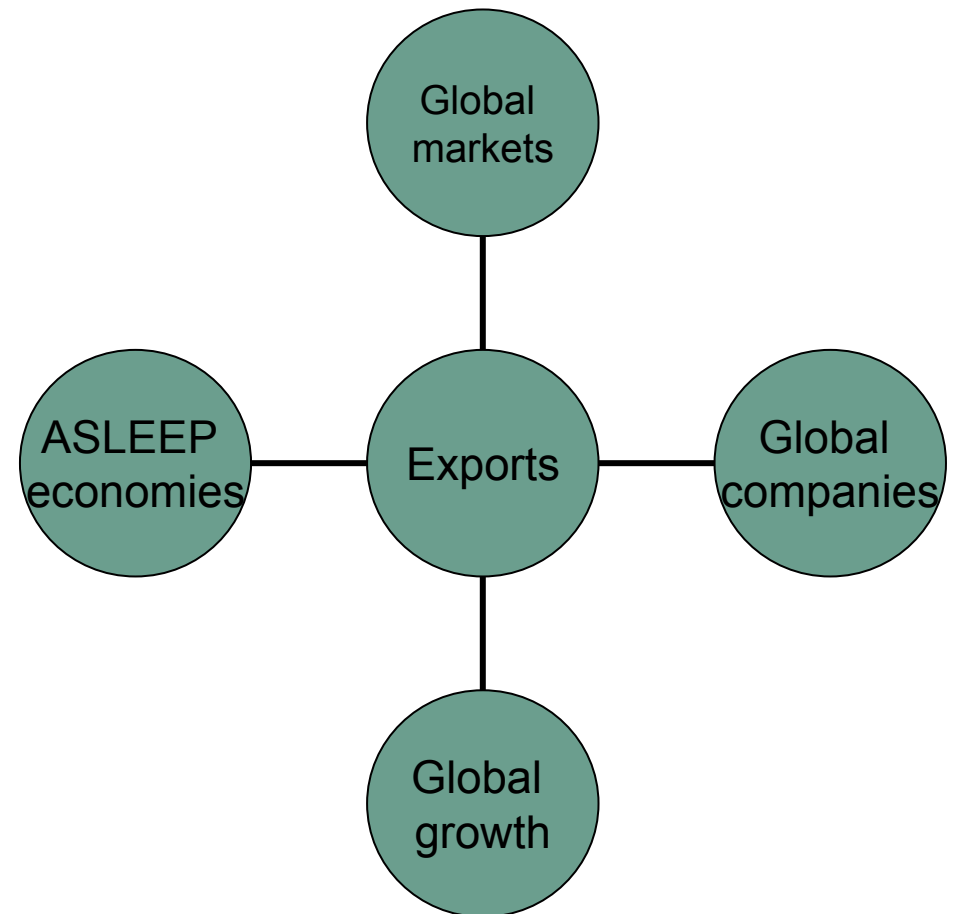 Global
markets
ASLEEP
economies
Exports
Global
companies
Global
growth